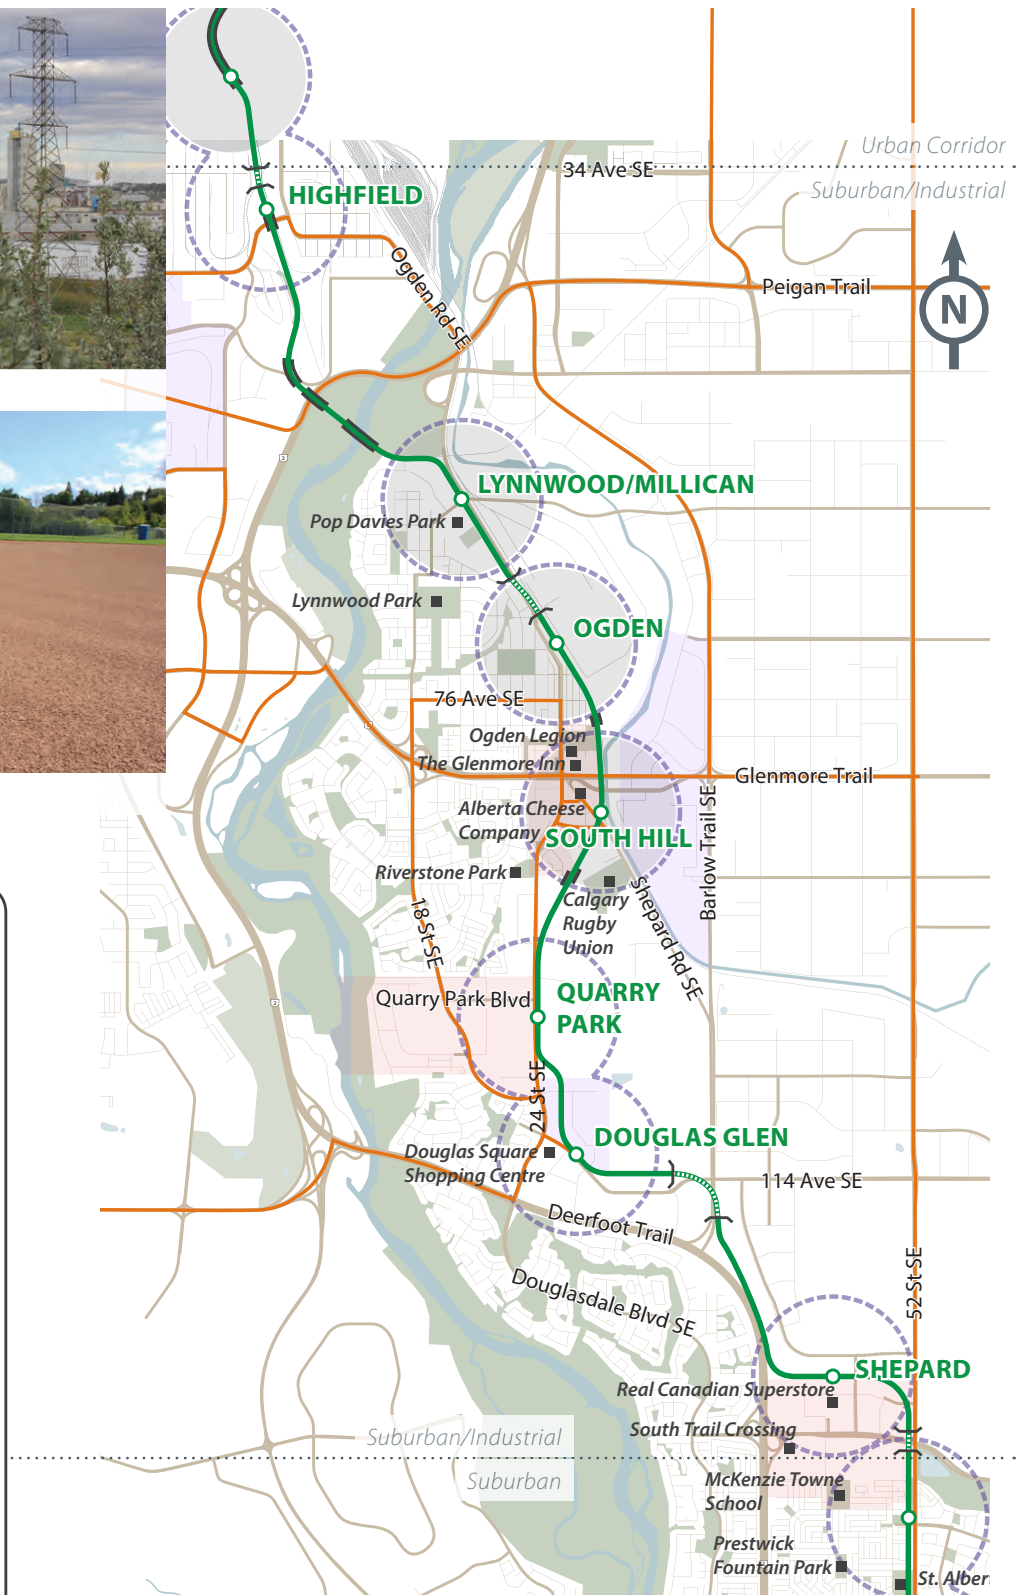 Urban Corridor
34 Ave SE
Suburban/Industrial
HIGHFIELD
Ogden Rd SE
Peigan Trail
N
LYNNWOOD/MILLICAN
Pop Davies Park
Lynnwood Park
OGDEN
76 Ave SE
Ogden Legion
The Glenmore Inn
Glenmore Trail
Alberta Cheese
Company
SOUTH HILL
Barlow Trail SE
Riverstone Park
Calgary
Rugby
Union
Shepard Rd SE
18 St SE
QUARRY
PARK
Quarry Park Blvd
24 St SE
DOUGLAS GLEN
Douglas Square
Shopping Centre
114 Ave SE
Deerfoot Trail
Douglasdale Blvd SE
52 St SE
SHEPARD
Real Canadian Superstore
South Trail Crossing
Suburban/Industrial
Suburban
McKenzie Towne
School
Prestwick
Fountain Park
St. Alber